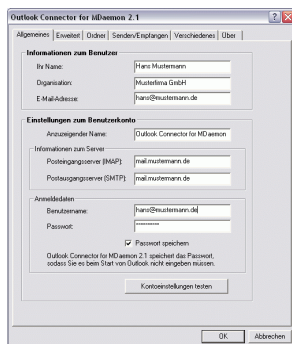 Outlook Connector for MDaemon 2.1
Allgemeines Erweitert Ordner Senden/Empfangen Verschiedenes Über
Informationen zum Benutzer
Ihr Name: Hans Mustermann
Organisation: Musterfirma GmbH
E-Mail-Adresse: hans@mustermann.de
Einstellungen zum Benutzerkonto
Anzuzeigender Name: Outlook Connector for MDaemon
Informationen zum Server
Posteingangsserver (IMAP): mail.mustermann.de
Postausgangsserver (SMTP): mail.mustermann.de
Anmeldedaten
Benutzername: hans@mustermann.de
Passwort: **********
Passwort speichern
Outlook Connector for MDaemon 2.1 speichert das Passwort,
sodass Sie es beim Start von Outlook nicht eingeben müssen.
Kontoeinstellungen testen
OK Abbrechen